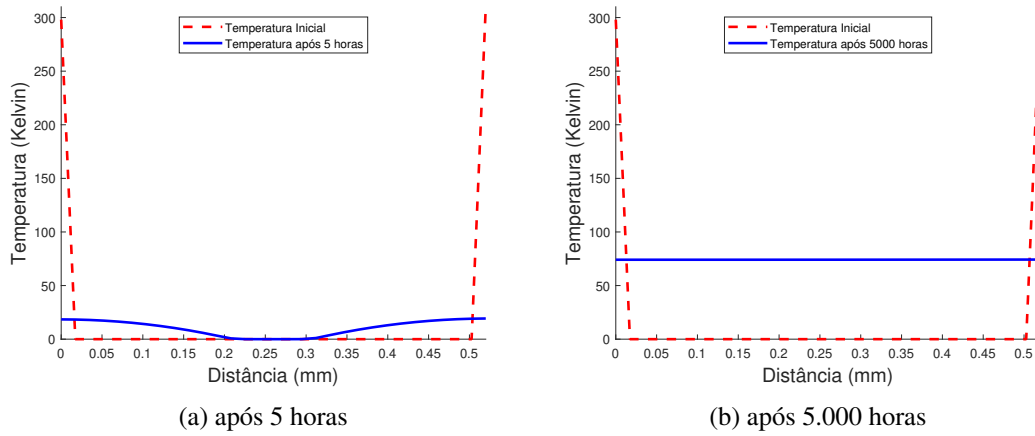 Temperatura (Kelvin)
300
250
200
150
100
50
0
Temperatura Inicial
Temperatura após 5 horas
0 0.05 0.1 0.15 0.2 0.25 0.3 0.35 0.4 0.45 0.5
Distância (mm)
(a) após 5 horas
Temperatura (Kelvin)
300
250
200
150
100
50
0
Temperatura Inicial
Temperatura após 5000 horas
0 0.05 0.1 0.15 0.2 0.25 0.3 0.35 0.4 0.45 0.5
Distância (mm)
(b) após 5.000 horas